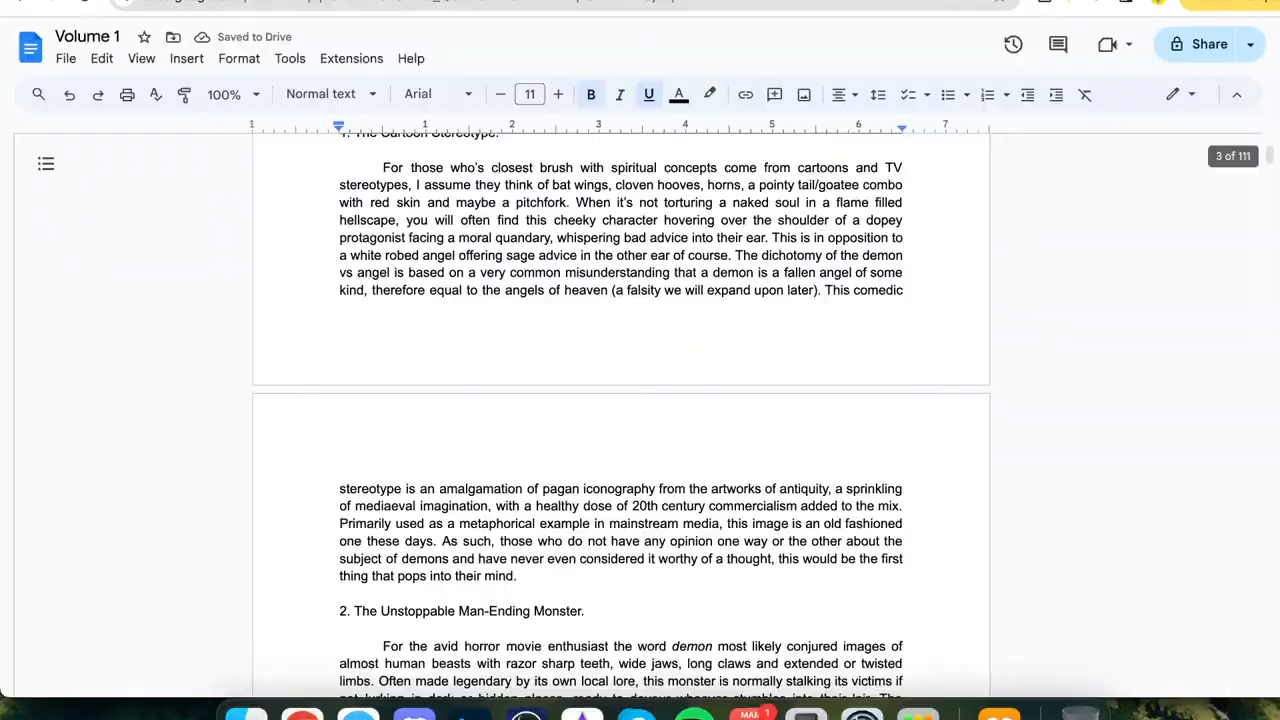 Volume 1
Saved to Drive
File Edit View Insert Format Tools Extensions Help
Share
100% Normal text Arial 11 B I U A
1 1 2 3 4 5 6 7
3 of 111
1. The Cartoon Stereotype.
For those who's closest brush with spiritual concepts come from cartoons and TV
stereotypes, I assume they think of bat wings, cloven hooves, horns, a pointy tail/goatee combo
with red skin and maybe a pitchfork. When it's not torturing a naked soul in a flame filled
hellscape, you will often find this cheeky character hovering over the shoulder of a dopey
protagonist facing a moral quandary, whispering bad advice into their ear. This is in opposition to
a white robed angel offering sage advice in the other ear of course. The dichotomy of the demon
vs angel is based on a very common misunderstanding that a demon is a fallen angel of some
kind, therefore equal to the angels of heaven (a falsity we will expand upon later). This comedic
stereotype is an amalgamation of pagan iconography from the artworks of antiquity, a sprinkling
of mediaeval imagination, with a healthy dose of 20th century commercialism added to the mix.
Primarily used as a metaphorical example in mainstream media, this image is an old fashioned
one these days. As such, those who do not have any opinion one way or the other about the
subject of demons and have never even considered it worthy of a thought, this would be the first
thing that pops into their mind.
2. The Unstoppable Man-Ending Monster.
For the avid horror movie enthusiast the word demon most likely conjured images of
almost human beasts with razor sharp teeth, wide jaws, long claws and extended or twisted
limbs. Often made legendary by its own local lore, this monster is normally stalking its victims if
MAR 1